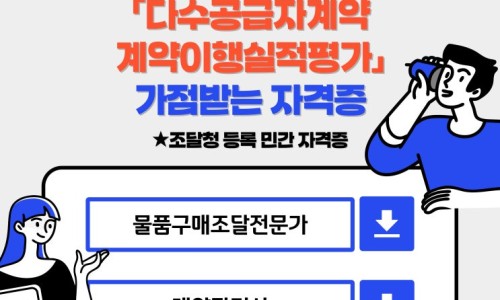 「다수공급자계약
계약이행실적평가」
가점받는 자격증
★조달청 등록 민간 자격증
물품구매조달전문가